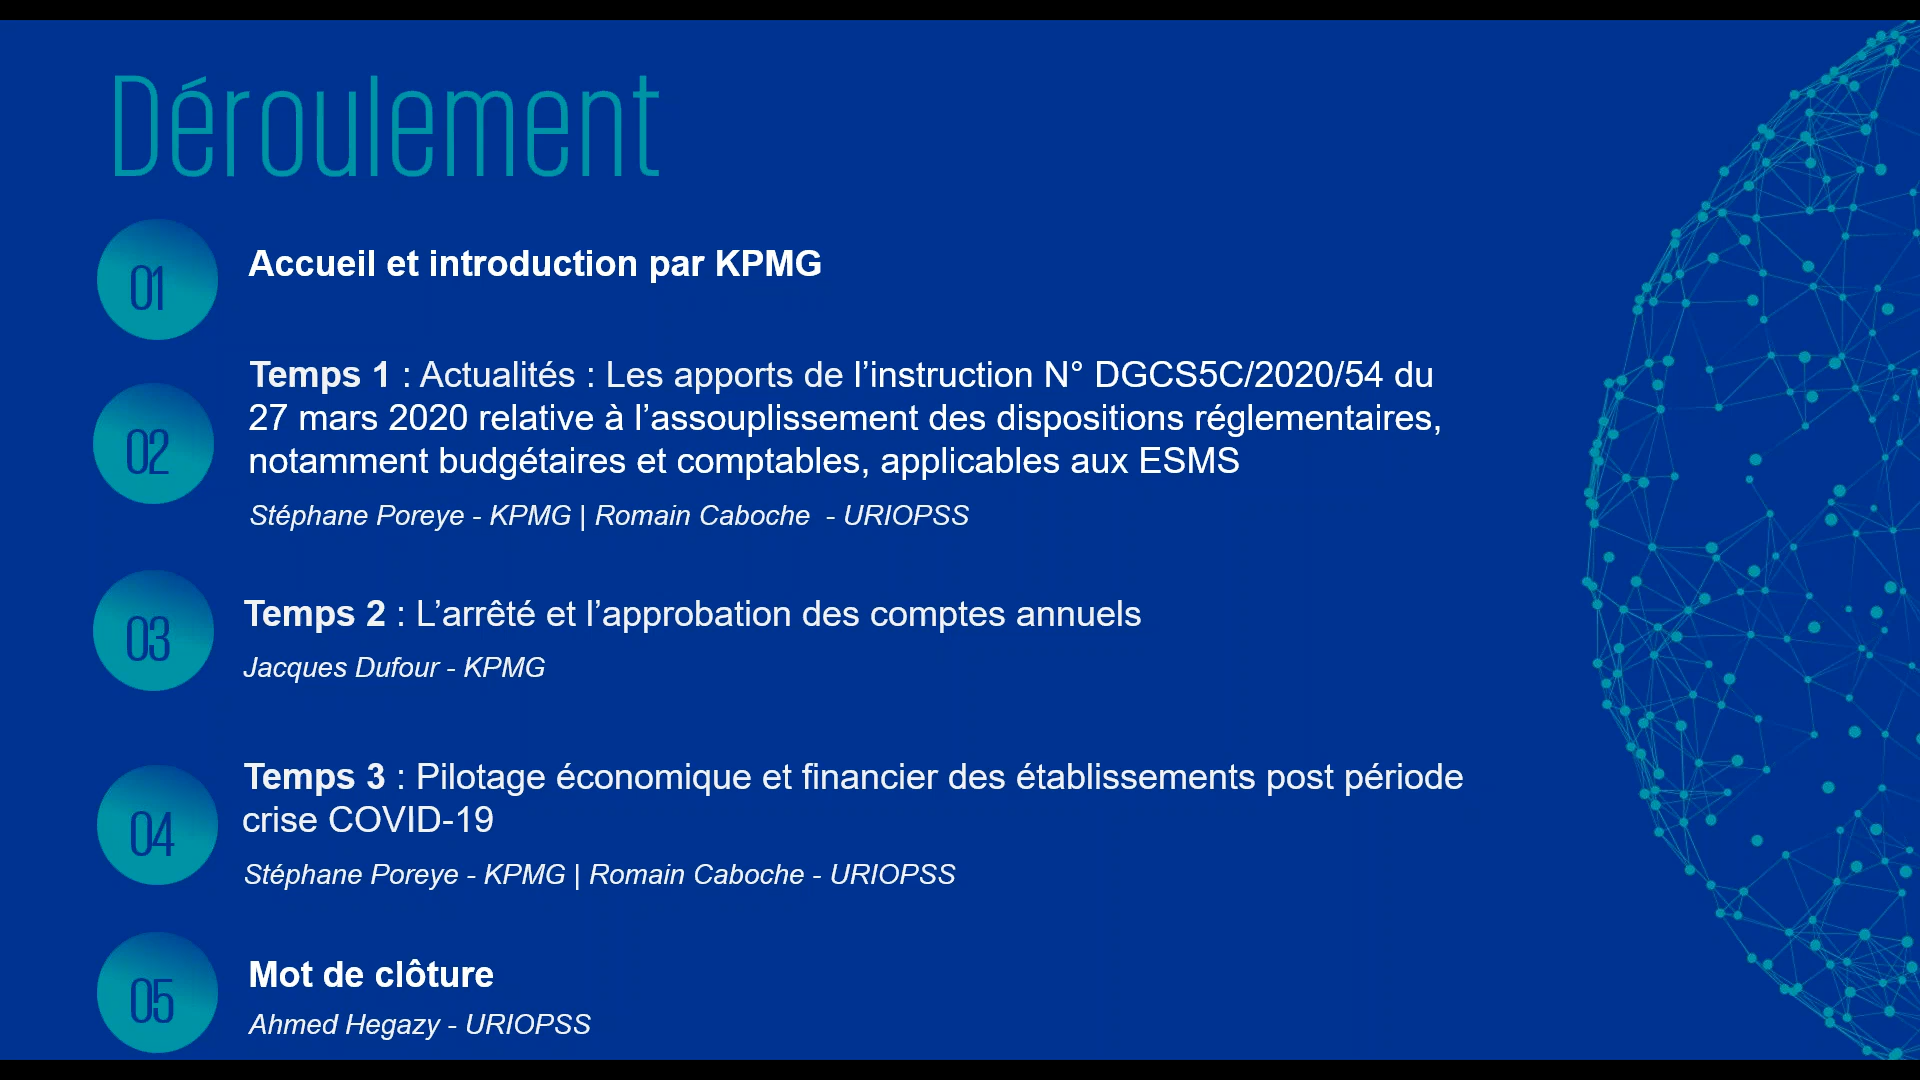 Déroulement
01
Accueil et introduction par KPMG
02
Temps 1 : Actualités : Les apports de l’instruction N° DGCS5C/2020/54 du
27 mars 2020 relative à l’assouplissement des dispositions réglementaires,
notamment budgétaires et comptables, applicables aux ESMS
Stéphane Poreye - KPMG | Romain Caboche  - URIOPSS
03
Temps 2 : L’arrêté et l’approbation des comptes annuels
Jacques Dufour - KPMG
04
Temps 3 : Pilotage économique et financier des établissements post période
crise COVID-19
Stéphane Poreye - KPMG | Romain Caboche - URIOPSS
05
Mot de clôture
Ahmed Hegazy - URIOPSS